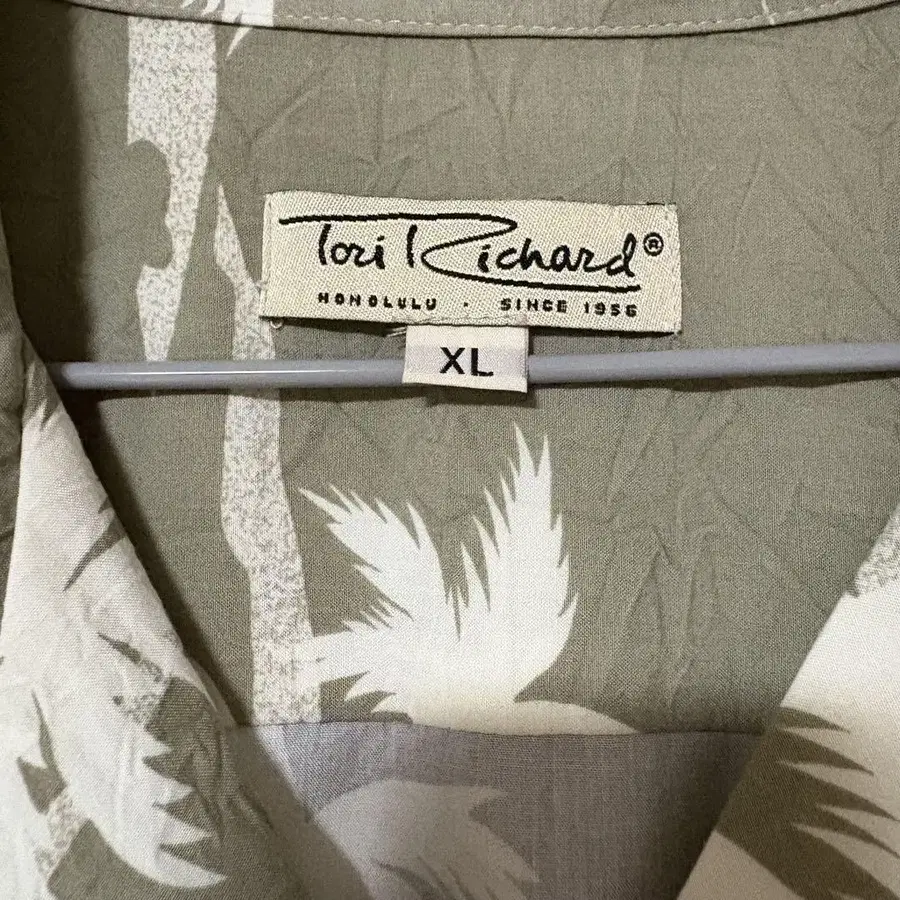 Tori Richard®
HONOLULU · SINCE 1956
XL